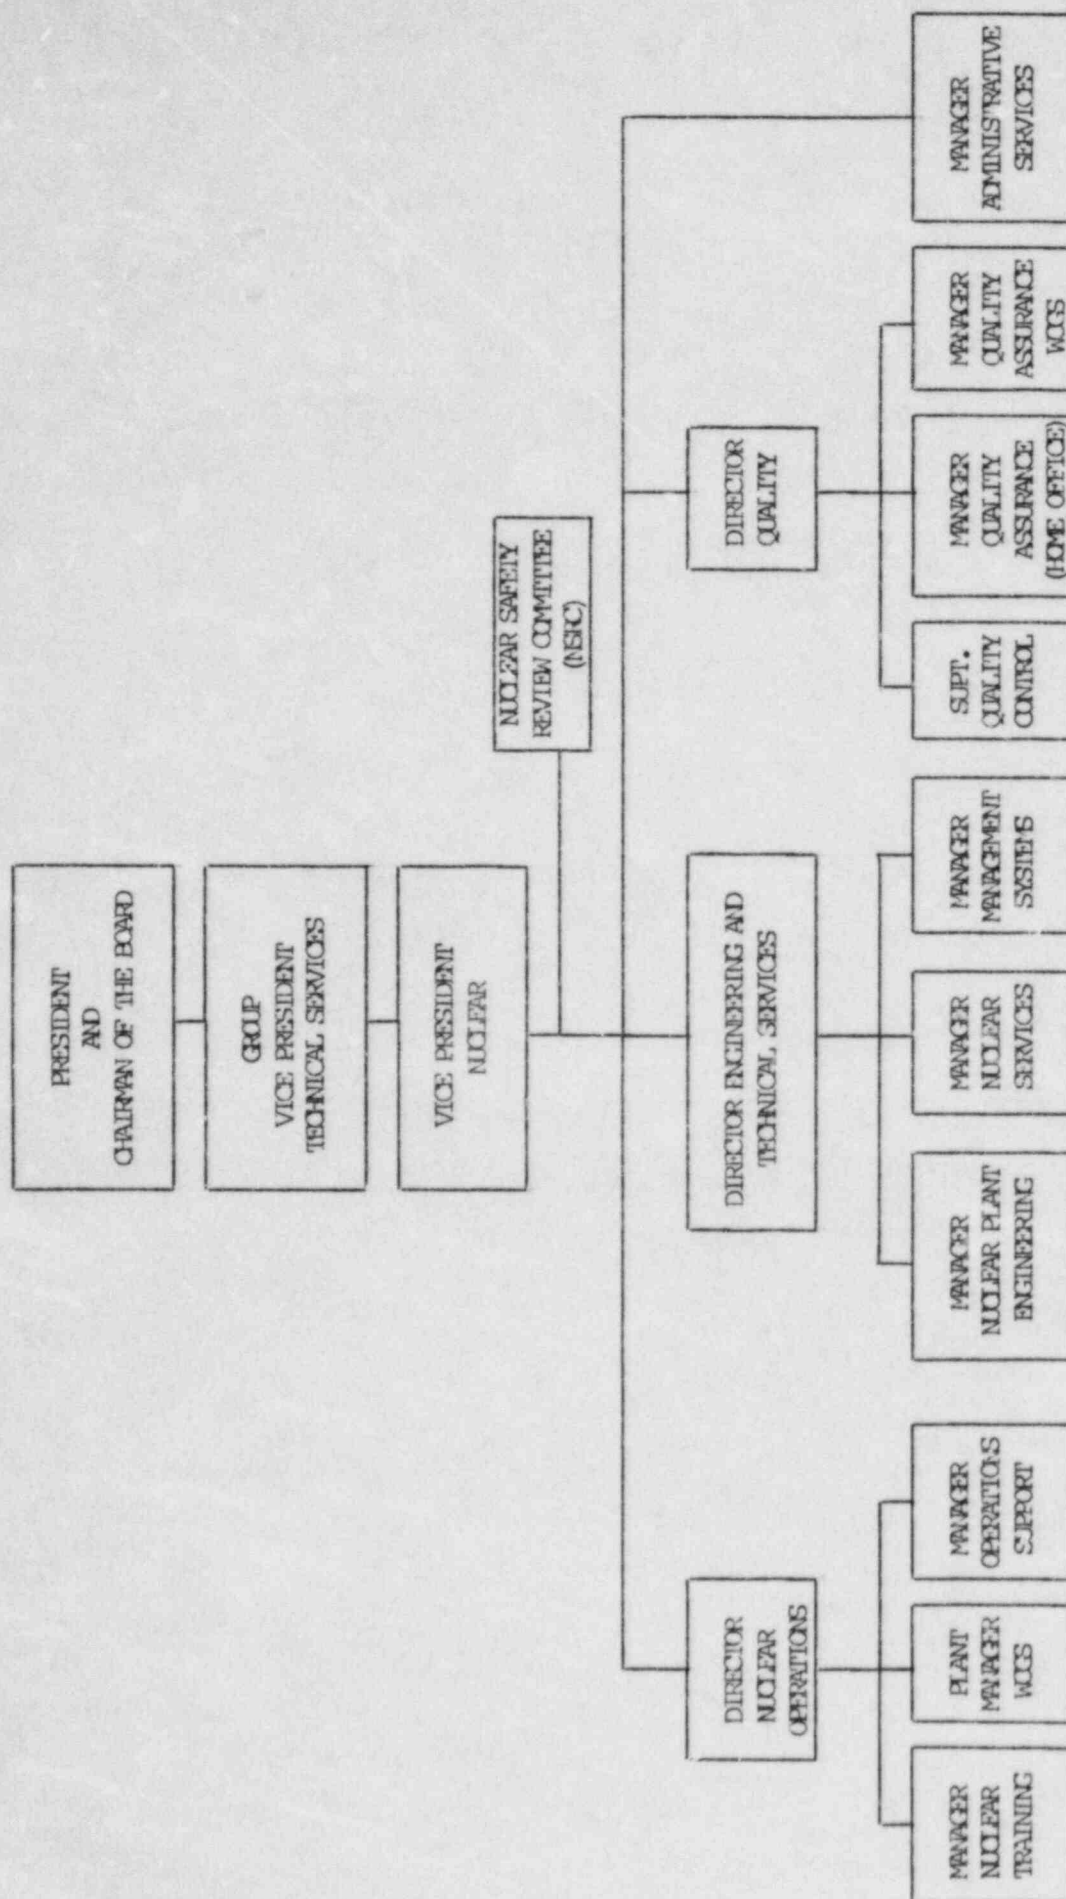 PRESIDENT
AND
CHAIRMAN OF THE BOARD
GROUP
VICE PRESIDENT
TECHNICAL SERVICES
VICE PRESIDENT
NUCLEAR
NUCLEAR SAFETY
REVIEW COMMITTEE
(NSRC)
DIRECTOR
NUCLEAR
OPERATIONS
DIRECTOR ENGINEERING AND
TECHNICAL SERVICES
DIRECTOR
QUALITY
MANAGER
NUCLEAR
TRAINING
PLANT
MANAGER
WCGS
MANAGER
OPERATIONS
SUPPORT
MANAGER
NUCLEAR PLANT
ENGINEERING
MANAGER
NUCLEAR
SERVICES
MANAGER
MANAGEMENT
SYSTEMS
SUPT.
QUALITY
CONTROL
MANAGER
QUALITY
ASSURANCE
(HOME OFFICE)
MANAGER
QUALITY
ASSURANCE
WCGS
MANAGER
ADMINISTRATIVE
SERVICES